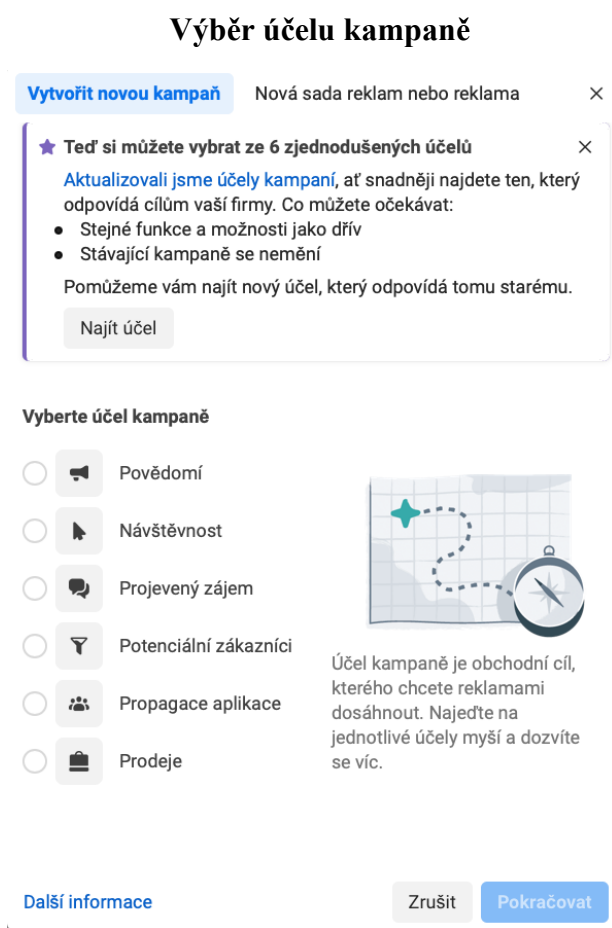 Výběr účelu kampaně
Vytvořit novou kampaň Nová sada reklam nebo reklama
Teď si můžete vybrat ze 6 zjednodušených účelů
Aktualizovali jsme účely kampaní, ať snadněji najdete ten, který
odpovídá cílům vaší firmy. Co můžete očekávat:
• Stejné funkce a možnosti jako dřív
• Stávající kampaně se nemění
Pomůžeme vám najít nový účel, který odpovídá tomu starému.
Najít účel
Vyberte účel kampaně
Povědomí
Návštěvnost
Projevený zájem
Potenciální zákazníci
Propagace aplikace
Prodeje
Účel kampaně je obchodní cíl,
kterého chcete reklamami
dosáhnout. Najeďte na
jednotlivé účely myší a dozvíte
se víc.
Další informace Zrušit Pokračovat